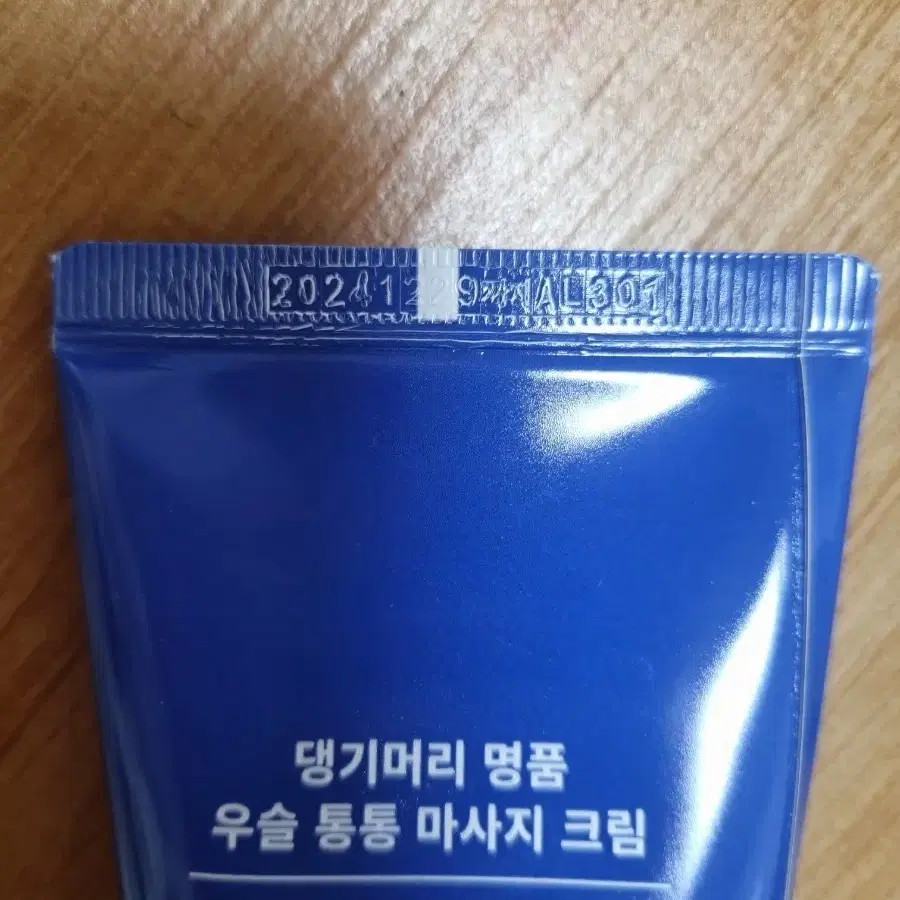 20241229 AL301
댕기머리 명품
우슬 통통 마사지 크림